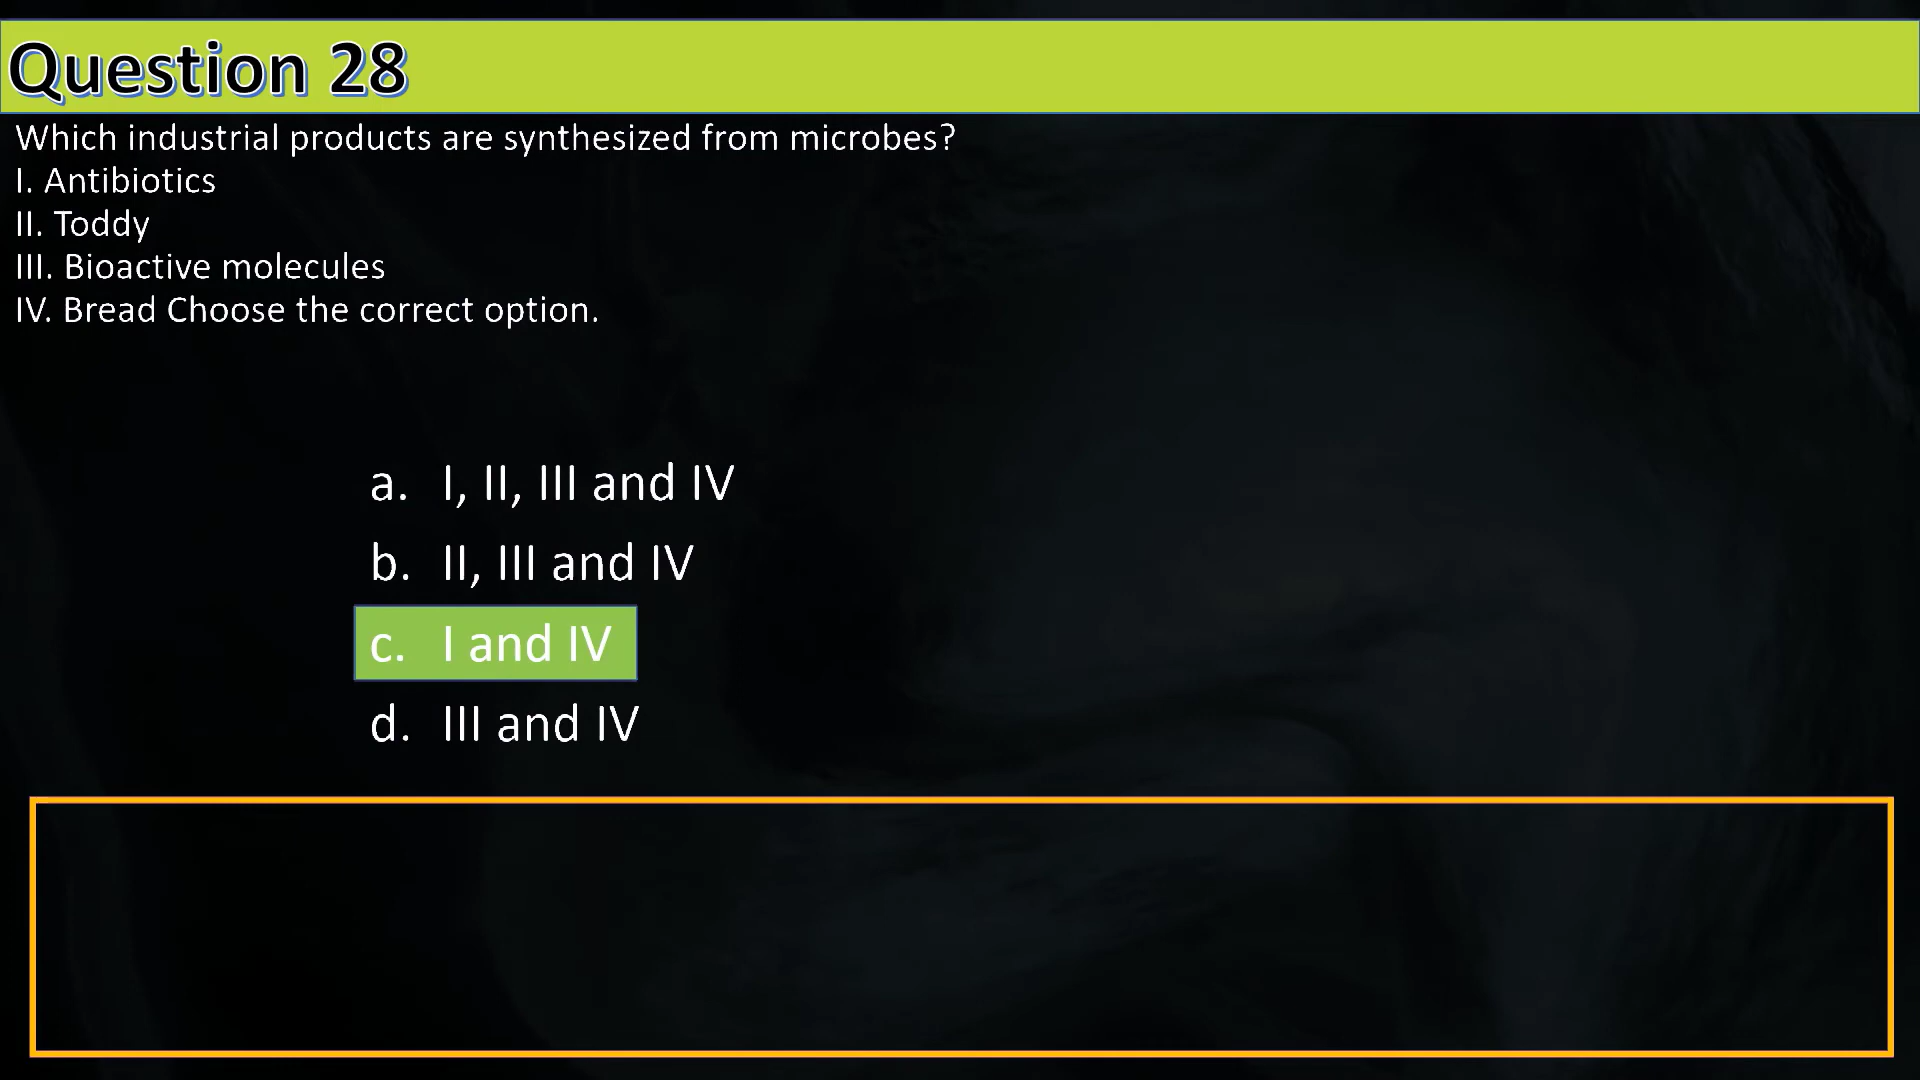 Question 28
Which industrial products are synthesized from microbes?
I. Antibiotics
II. Toddy
III. Bioactive molecules
IV. Bread Choose the correct option.
a. I, II, III and IV
b. II, III and IV
c. I and IV
d. III and IV